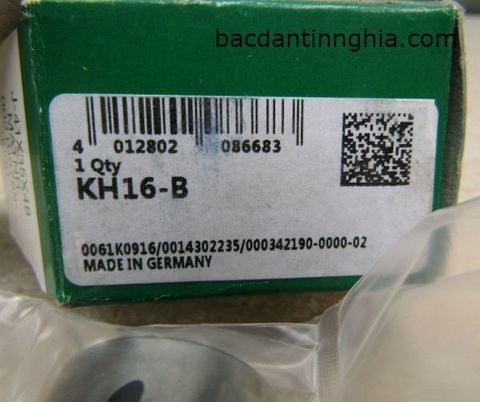 bacdantinnghia.com
4 012802 086683
1 Qty
KH16-B
0061K0916/0014302235/000342190-0000-02
MADE IN GERMANY